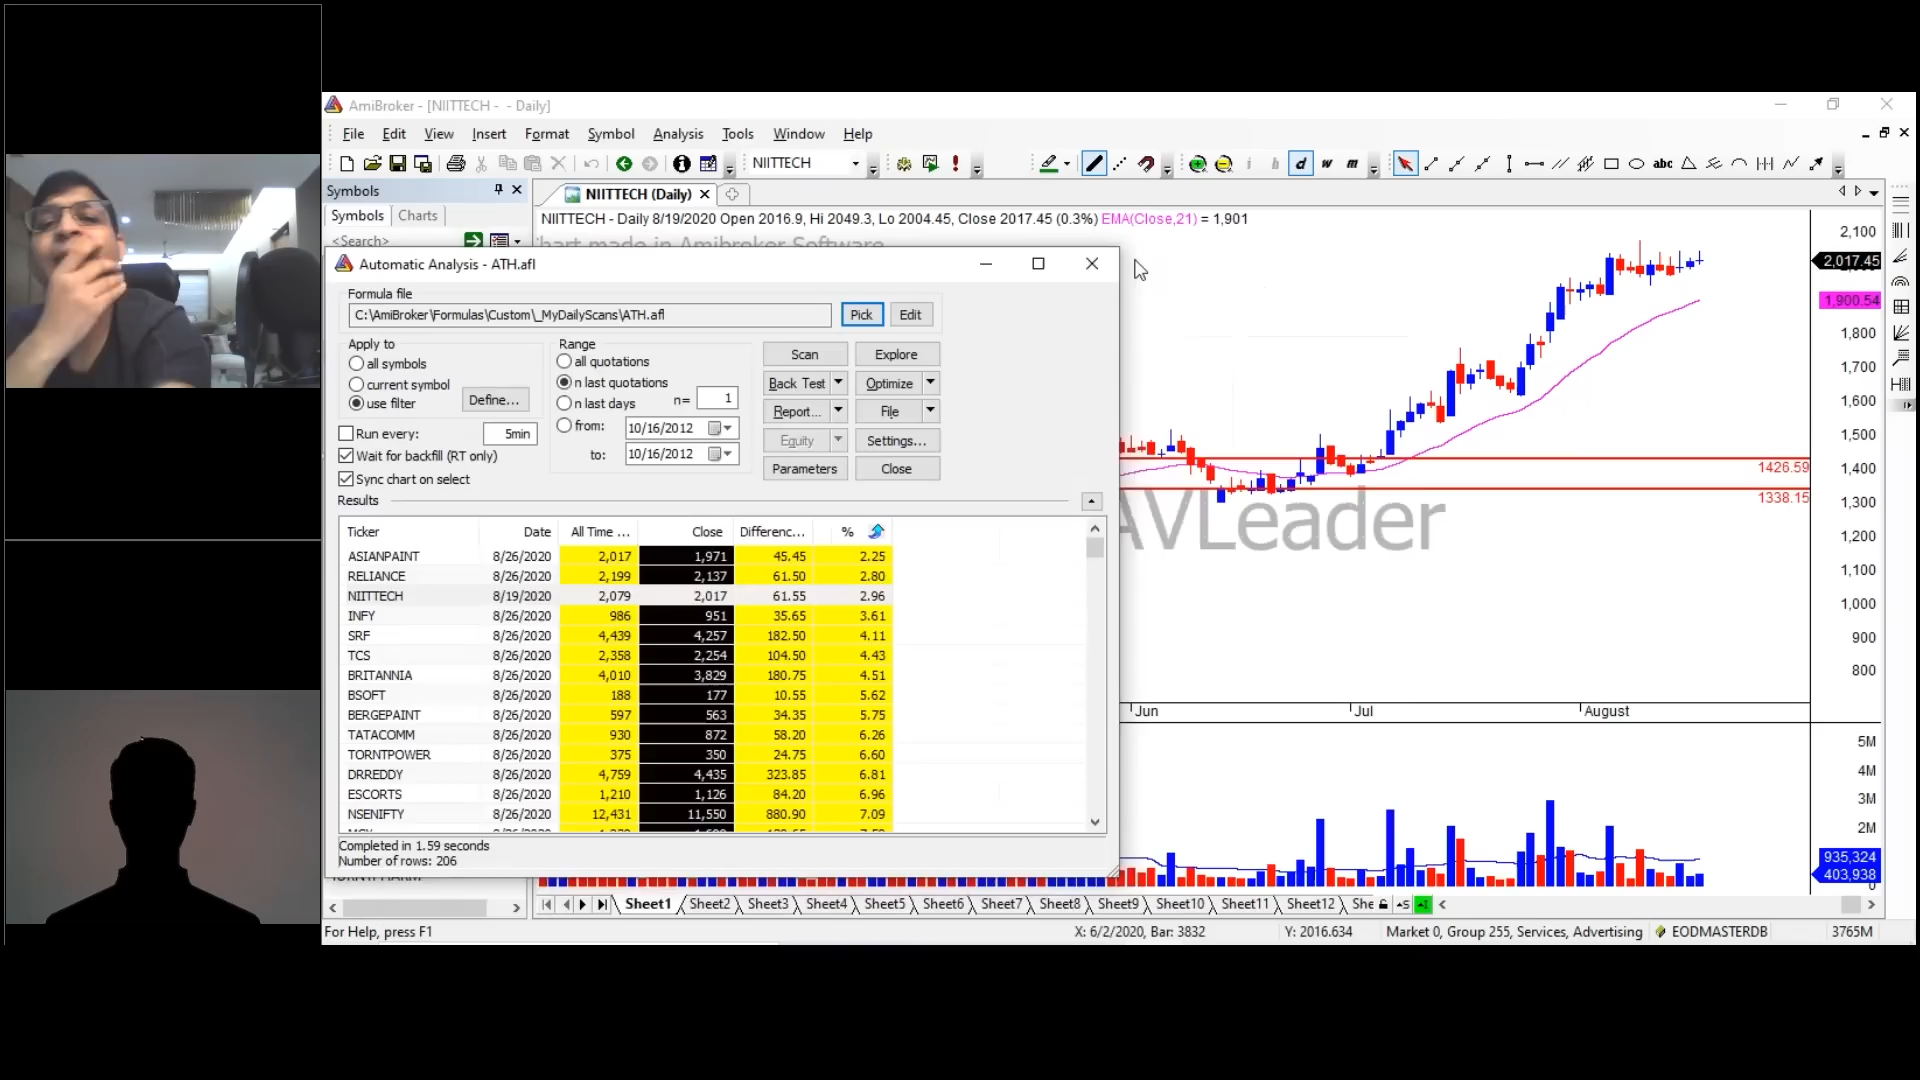 AmiBroker - [NIITTECH - - Daily]
File Edit View Insert Format Symbol Analysis Tools Window Help
NIITTECH
i h d w m
abc
Symbols
NIITTECH (Daily)
Symbols Charts
NIITTECH - Daily 8/19/2020 Open 2016.9, Hi 2049.3, Lo 2004.45, Close 2017.45 (0.3%) EMA(Close,21) = 1,901
<Search>
hart made in Amibroker Software
Automatic Analysis - ATH.afl
Formula file
C:\AmiBroker\Formulas\Custom\_MyDailyScans\ATH.afl Pick Edit
Apply to Range
all symbols all quotations Scan Explore
current symbol n last quotations Back Test Optimize
use filter Define... n last days n= 1 Report... File
Run every: 5min from: 10/16/2012 Equity Settings...
Wait for backfill (RT only) to: 10/16/2012 Parameters Close
Sync chart on select
Results
Ticker Date All Time ... Close Differenc... %
ASIANPAINT 8/26/2020 2,017 1,971 45.45 2.25
RELIANCE 8/26/2020 2,199 2,137 61.50 2.80
NIITTECH 8/19/2020 2,079 2,017 61.55 2.96
INFY 8/26/2020 986 951 35.65 3.61
SRF 8/26/2020 4,439 4,257 182.50 4.11
TCS 8/26/2020 2,358 2,254 104.50 4.43
BRITANNIA 8/26/2020 4,010 3,829 180.75 4.51
BSOFT 8/26/2020 188 177 10.55 5.62
BERGEPAINT 8/26/2020 597 563 34.35 5.75
TATACOMM 8/26/2020 930 872 58.20 6.26
TORNTPOWER 8/26/2020 375 350 24.75 6.60
DRREDDY 8/26/2020 4,759 4,435 323.85 6.81
ESCORTS 8/26/2020 1,210 1,126 84.20 6.96
NSENIFTY 8/26/2020 12,431 11,550 880.90 7.09
Completed in 1.59 seconds
Number of rows: 206
2,100
2,017.45
1,900.54
1,800
1,700
1,600
1,500
1426.59
1,400
1338.15
1,300
1,200
1,100
1,000
900
800
AVLeader
Jun Jul August
5M
4M
3M
2M
935,324
403,938
0
Sheet1 Sheet2 Sheet3 Sheet4 Sheet5 Sheet6 Sheet7 Sheet8 Sheet9 Sheet10 Sheet11 Sheet12 She
For Help, press F1 X: 6/2/2020, Bar: 3832 Y: 2016.634 Market 0, Group 255, Services, Advertising EODMASTERDB 3765M